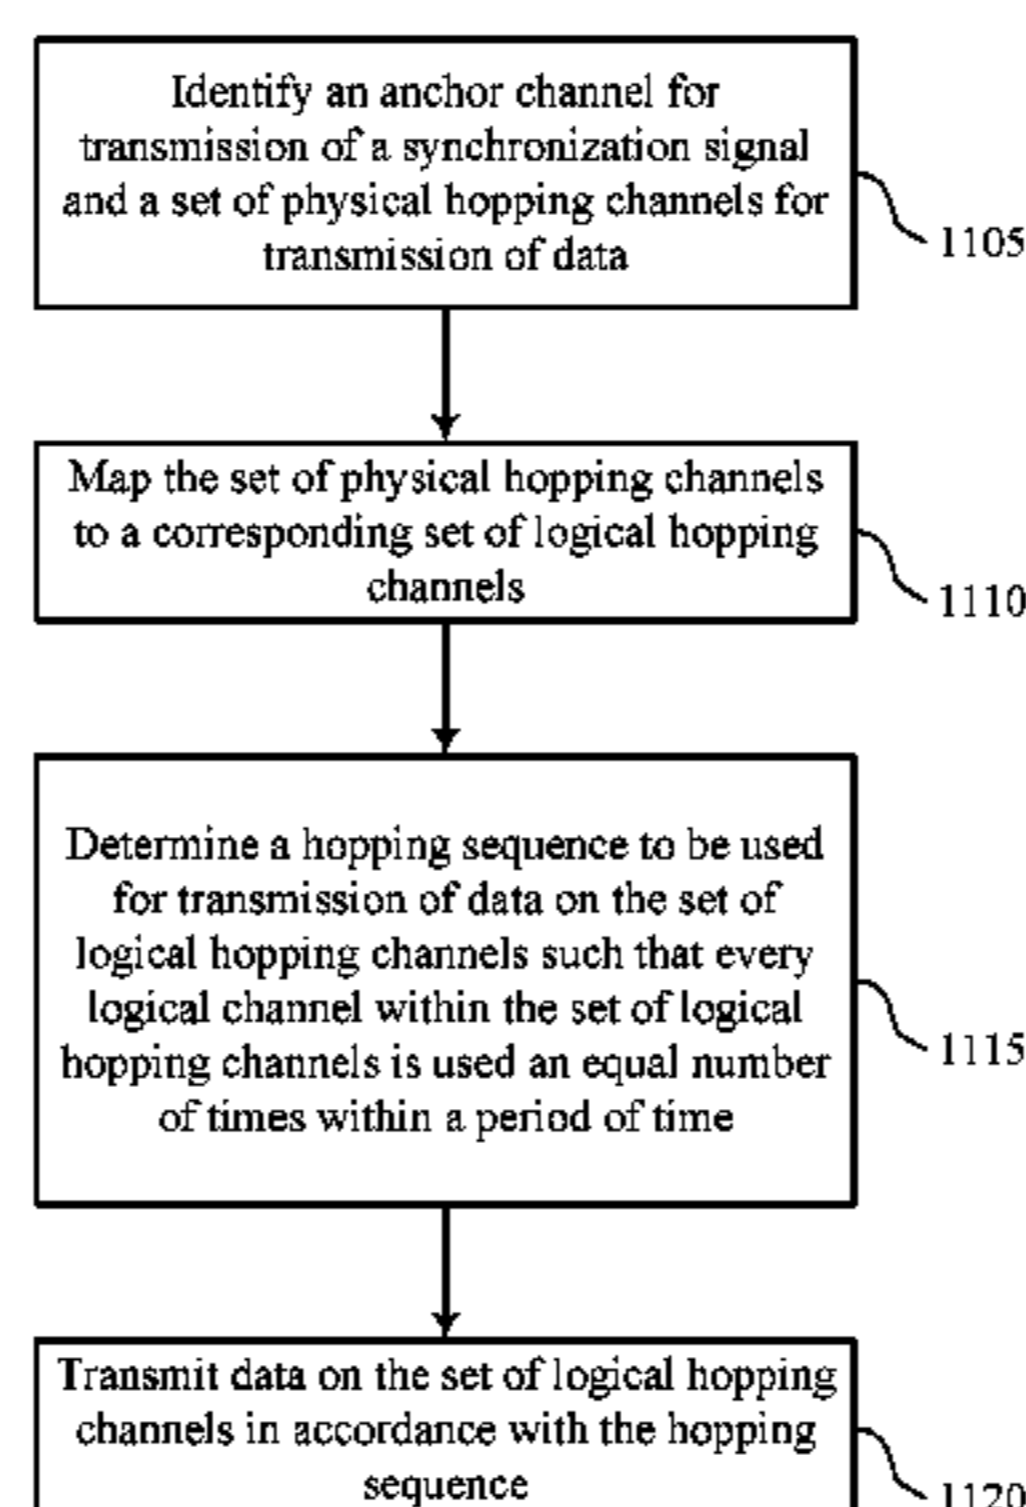 Identify an anchor channel for
transmission of a synchronization signal
and a set of physical hopping channels for
transmission of data
1105
Map the set of physical hopping channels
to a corresponding set of logical hopping
channels
1110
Determine a hopping sequence to be used
for transmission of data on the set of
logical hopping channels such that every
logical channel within the set of logical
hopping channels is used an equal number
of times within a period of time
1115
Transmit data on the set of logical hopping
channels in accordance with the hopping
sequence
1120